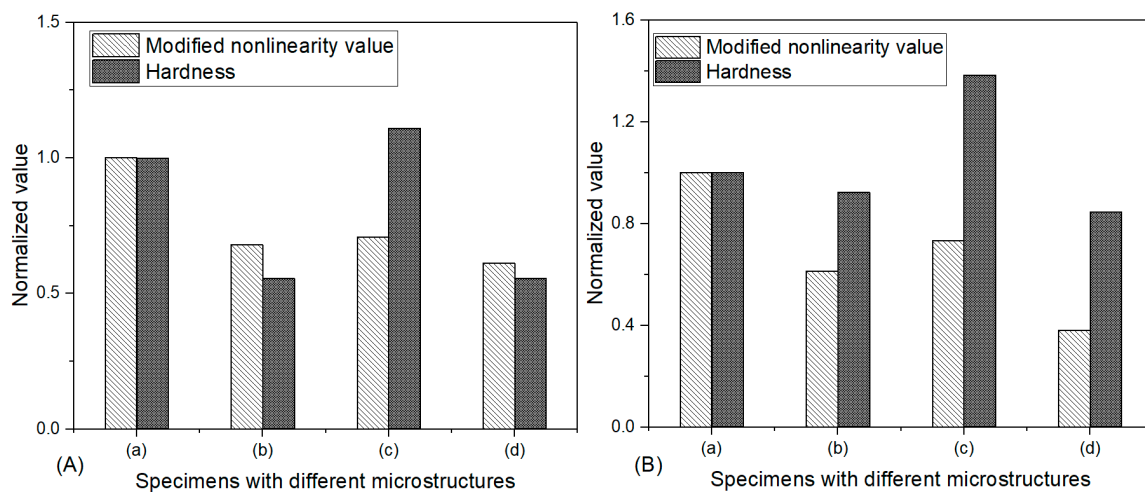 1.5
Modified nonlinearity value
Hardness
1.0
0.5
0.0
Normalized value
(a)
(b)
(c)
(d)
(A)
Specimens with different microstructures
1.6
Modified nonlinearity value
Hardness
1.2
0.8
0.4
0.0
Normalized value
(a)
(b)
(c)
(d)
(B)
Specimens with different microstructures